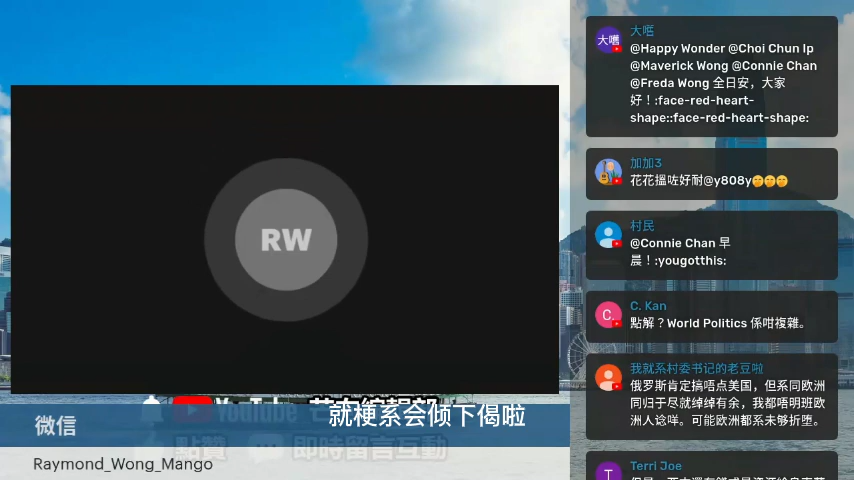 RW
YouTube
就梗系会倾下偈啦
微信
點贊
即時留言互動
Raymond_Wong_Mango
大嚿
@Happy Wonder @Choi Chun Ip
@Maverick Wong @Connie Chan
@Freda Wong 全日安，大家
好！:face-red-heart-
shape::face-red-heart-shape:
加加3
花花搵咗好耐@y808y🤭🤭🤭
村民
@Connie Chan 早
晨！:yougotthis:
C. Kan
點解？World Politics 係咁複雜。
我就系村委书记的老豆啦
俄罗斯肯定搞唔点美国，但系同欧洲
同归于尽就绰绰有余，我都唔明班欧
洲人谂咩。可能欧洲都系未够折堕。
Terri Joe